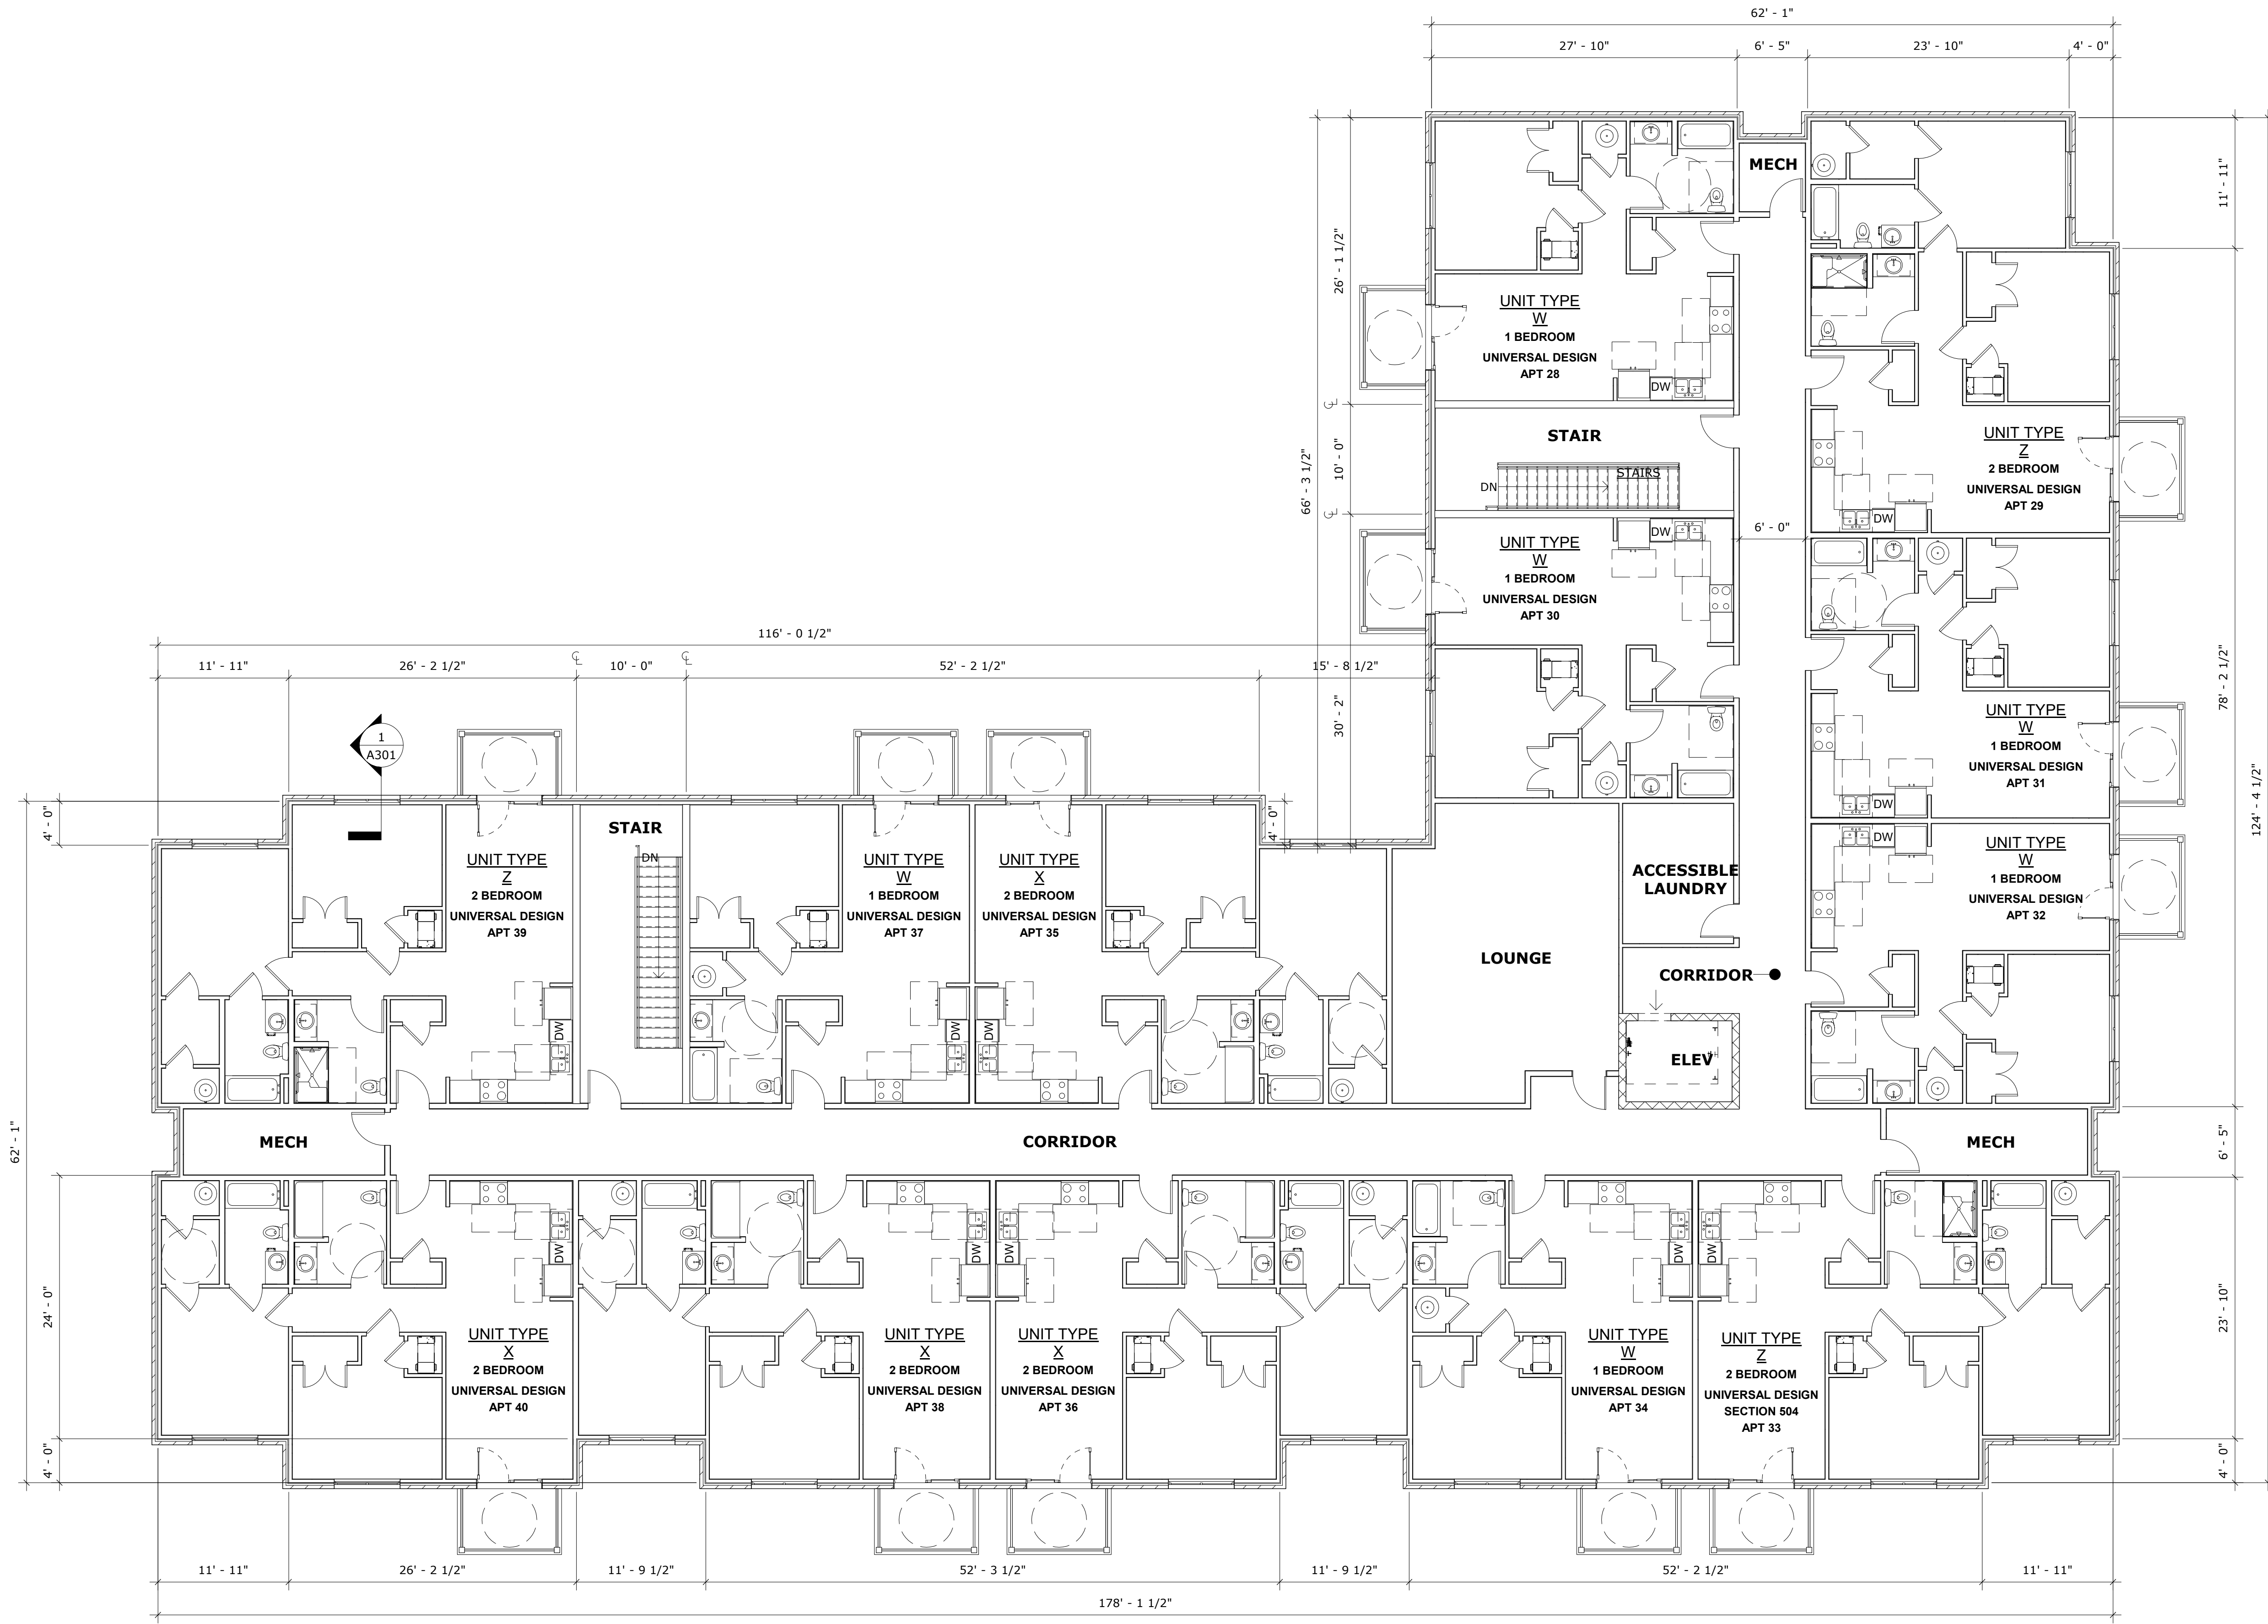 62' - 1"
27' - 10"
6' - 5"
23' - 10"
4' - 0"
MECH
11' - 11"
26' - 1 1/2"
UNIT TYPE
W
1 BEDROOM
UNIVERSAL DESIGN
APT 28
DW
STAIR
STAIRS
DN
10' - 0"
66' - 3 1/2"
UNIT TYPE
Z
2 BEDROOM
UNIVERSAL DESIGN
APT 29
DW
6' - 0"
UNIT TYPE
W
1 BEDROOM
UNIVERSAL DESIGN
APT 30
DW
116' - 0 1/2"
11' - 11"
26' - 2 1/2"
10' - 0"
52' - 2 1/2"
15' - 8 1/2"
30' - 2"
78' - 2 1/2"
124' - 4 1/2"
UNIT TYPE
W
1 BEDROOM
UNIVERSAL DESIGN
APT 31
DW
1
A301
4' - 0"
STAIR
DN
4' - 0"
UNIT TYPE
Z
2 BEDROOM
UNIVERSAL DESIGN
APT 39
DW
UNIT TYPE
W
1 BEDROOM
UNIVERSAL DESIGN
APT 37
DW
UNIT TYPE
X
2 BEDROOM
UNIVERSAL DESIGN
APT 35
DW
LOUNGE
ACCESSIBLE
LAUNDRY
CORRIDOR
ELEV
DW
UNIT TYPE
W
1 BEDROOM
UNIVERSAL DESIGN
APT 32
62' - 1"
MECH
CORRIDOR
MECH
6' - 5"
24' - 0"
DW
UNIT TYPE
X
2 BEDROOM
UNIVERSAL DESIGN
APT 40
DW
UNIT TYPE
X
2 BEDROOM
UNIVERSAL DESIGN
APT 38
DW
UNIT TYPE
X
2 BEDROOM
UNIVERSAL DESIGN
APT 36
DW
UNIT TYPE
W
1 BEDROOM
UNIVERSAL DESIGN
APT 34
DW
UNIT TYPE
Z
2 BEDROOM
UNIVERSAL DESIGN
SECTION 504
APT 33
23' - 10"
4' - 0"
4' - 0"
11' - 11"
26' - 2 1/2"
11' - 9 1/2"
52' - 3 1/2"
11' - 9 1/2"
52' - 2 1/2"
11' - 11"
178' - 1 1/2"